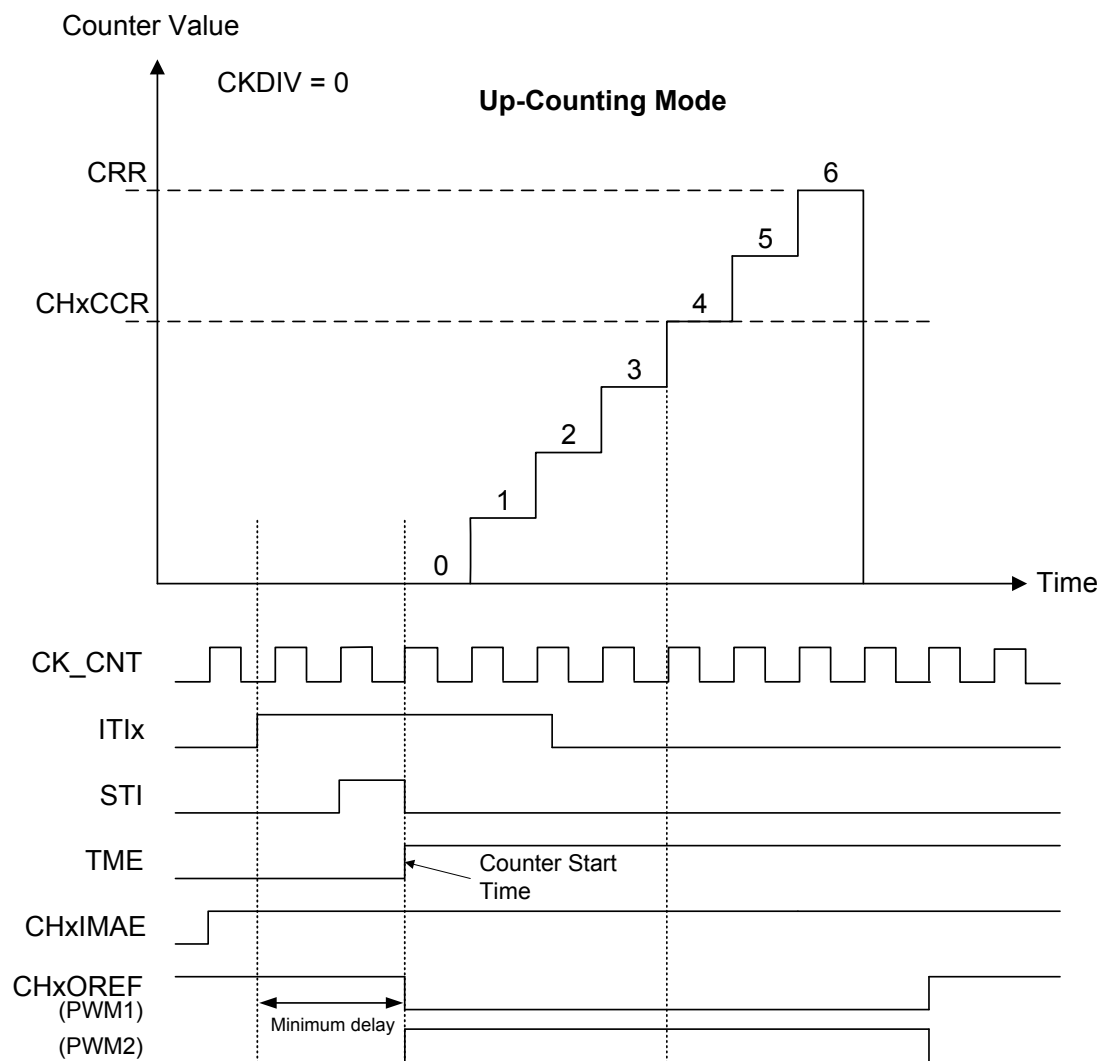 Counter Value
CKDIV = 0
Up-Counting Mode
CRR
6
5
CHxCCR
4
3
2
1
0
Time
CK_CNT
ITIx
STI
TME
Counter Start
Time
CHxIMAE
CHxOREF
(PWM1)
Minimum delay
(PWM2)